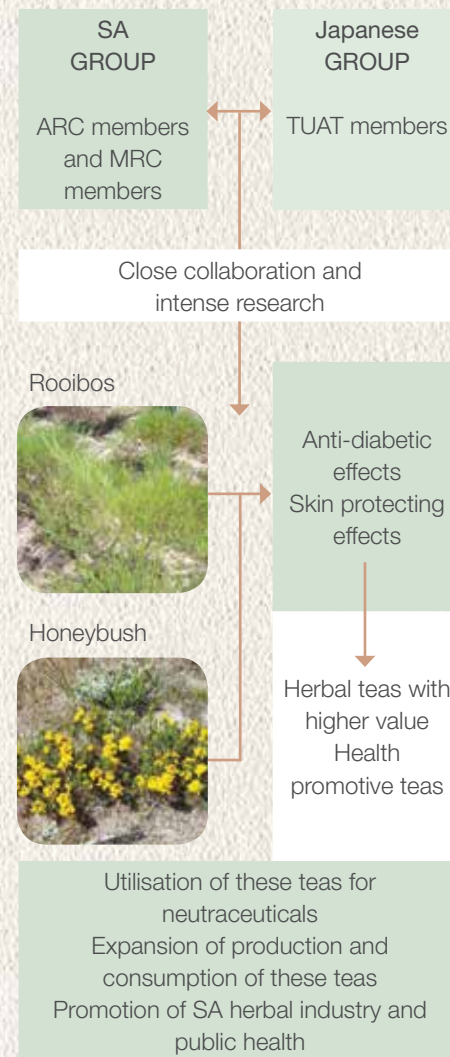 SA
GROUP
ARC members
and MRC
members
Japanese
GROUP
TUAT members
Close collaboration and
intense research
Rooibos
Anti-diabetic
effects
Skin protecting
effects
Honeybush
Herbal teas with
higher value
Health
promotive teas
Utilisation of these teas for
neutraceuticals
Expansion of production and
consumption of these teas
Promotion of SA herbal industry and
public health